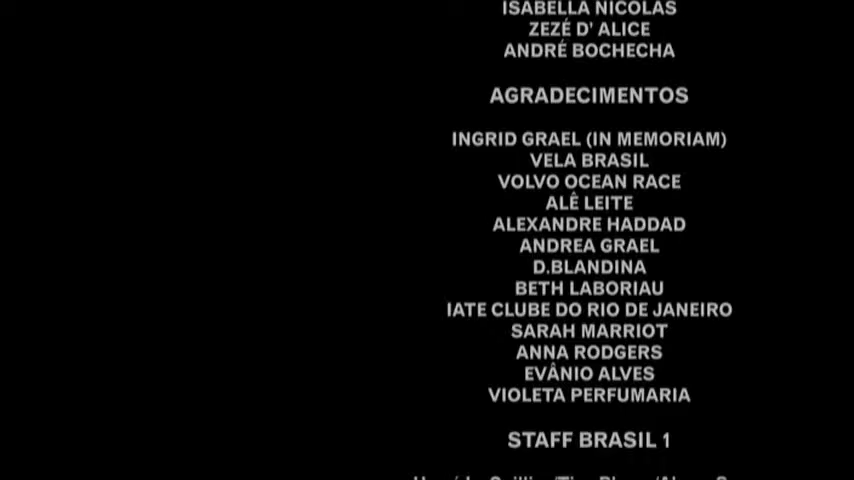 ISABELLA NICOLAS
ZEZÉ D' ALICE
ANDRÉ BOCHECHA
AGRADECIMENTOS
INGRID GRAEL (IN MEMORIAM)
VELA BRASIL
VOLVO OCEAN RACE
ALÊ LEITE
ALEXANDRE HADDAD
ANDREA GRAEL
D.BLANDINA
BETH LABORIAU
IATE CLUBE DO RIO DE JANEIRO
SARAH MARRIOT
ANNA RODGERS
EVÂNIO ALVES
VIOLETA PERFUMARIA
STAFF BRASIL 1